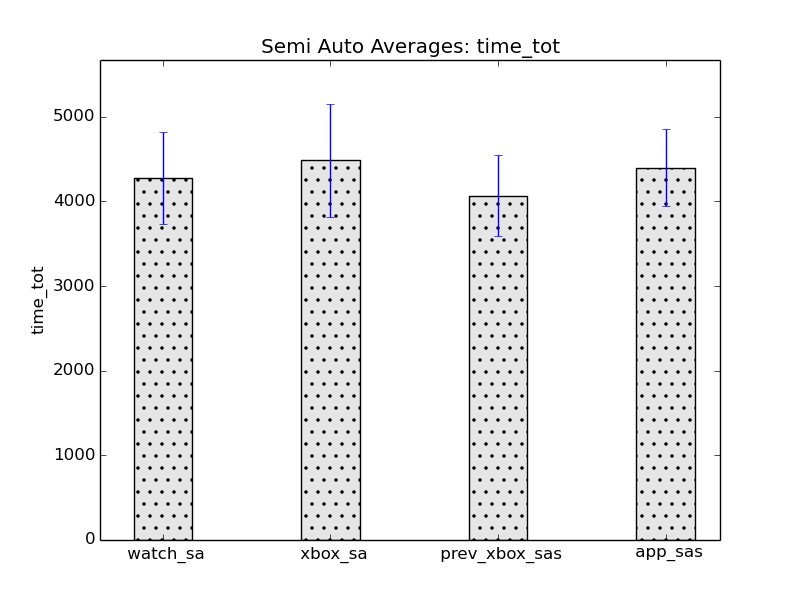 Semi Auto Averages: time_tot
5000
4000
3000
2000
1000
0
time_tot
watch_sa
xbox_sa
prev_xbox_sas
app_sas